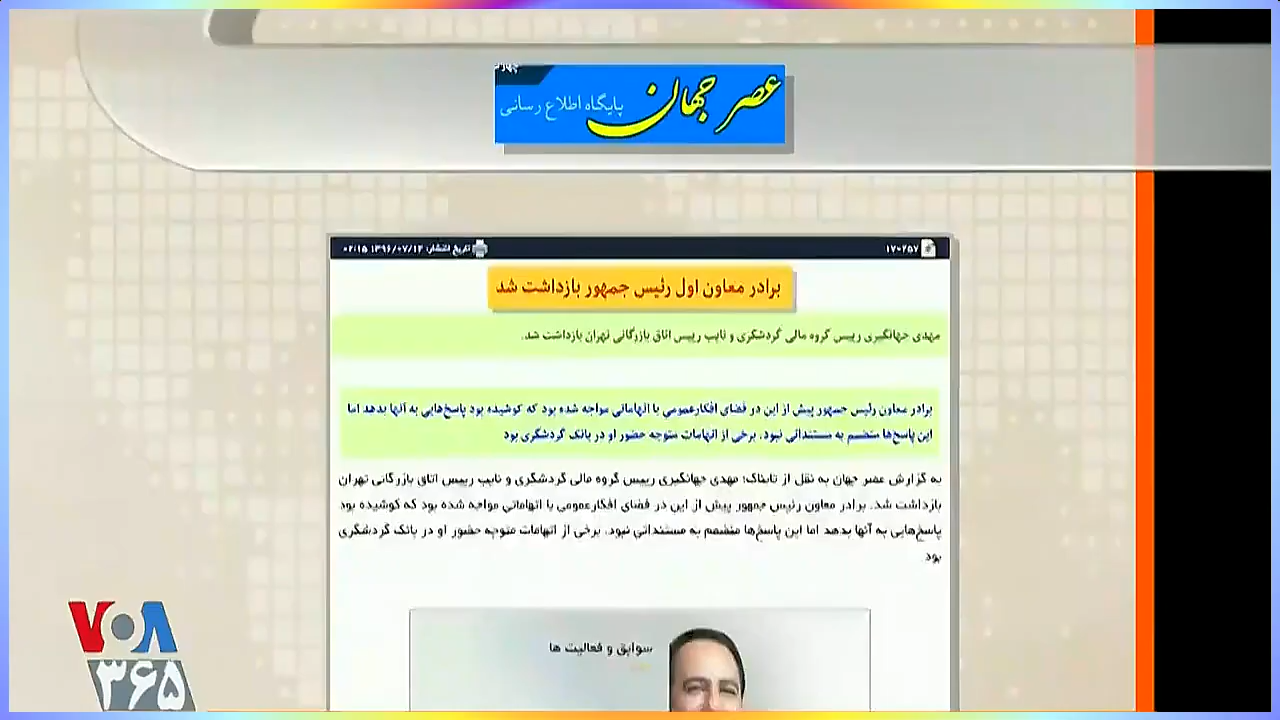 عصر جهان
پایگاه اطلاع رسانی
۱۷۰۲۵۷
تاریخ انتشار: ۱۳۹۶/۰۷/۱۳ ۰۲:۱۵
برادر معاون اول رئیس جمهور بازداشت شد
مهدی جهانگیری رییس گروه مالی گردشگری و نایب رییس اتاق بازرگانی تهران بازداشت شد.
برادر معاون رئیس جمهور پیش از این در فضای افکارعمومی با اتهاماتی مواجه شده بود که کوشیده بود پاسخ‌هایی به آنها بدهد اما
این پاسخ‌ها منضم به مستنداتی نبود. برخی از اتهامات متوجه حضور او در بانک گردشگری بود
به گزارش عصر جهان به نقل از تابناک؛ مهدی جهانگیری رییس گروه مالی گردشگری و نایب رییس اتاق بازرگانی تهران
بازداشت شد. برادر معاون رئیس جمهور پیش از این در فضای افکارعمومی با اتهاماتی مواجه شده بود که کوشیده بود
پاسخ‌هایی به آنها بدهد اما این پاسخ‌ها منضم به مستنداتی نبود. برخی از اتهامات متوجه حضور او در بانک گردشگری
بود
سوابق و فعالیت ها
VOA
۳۶۵